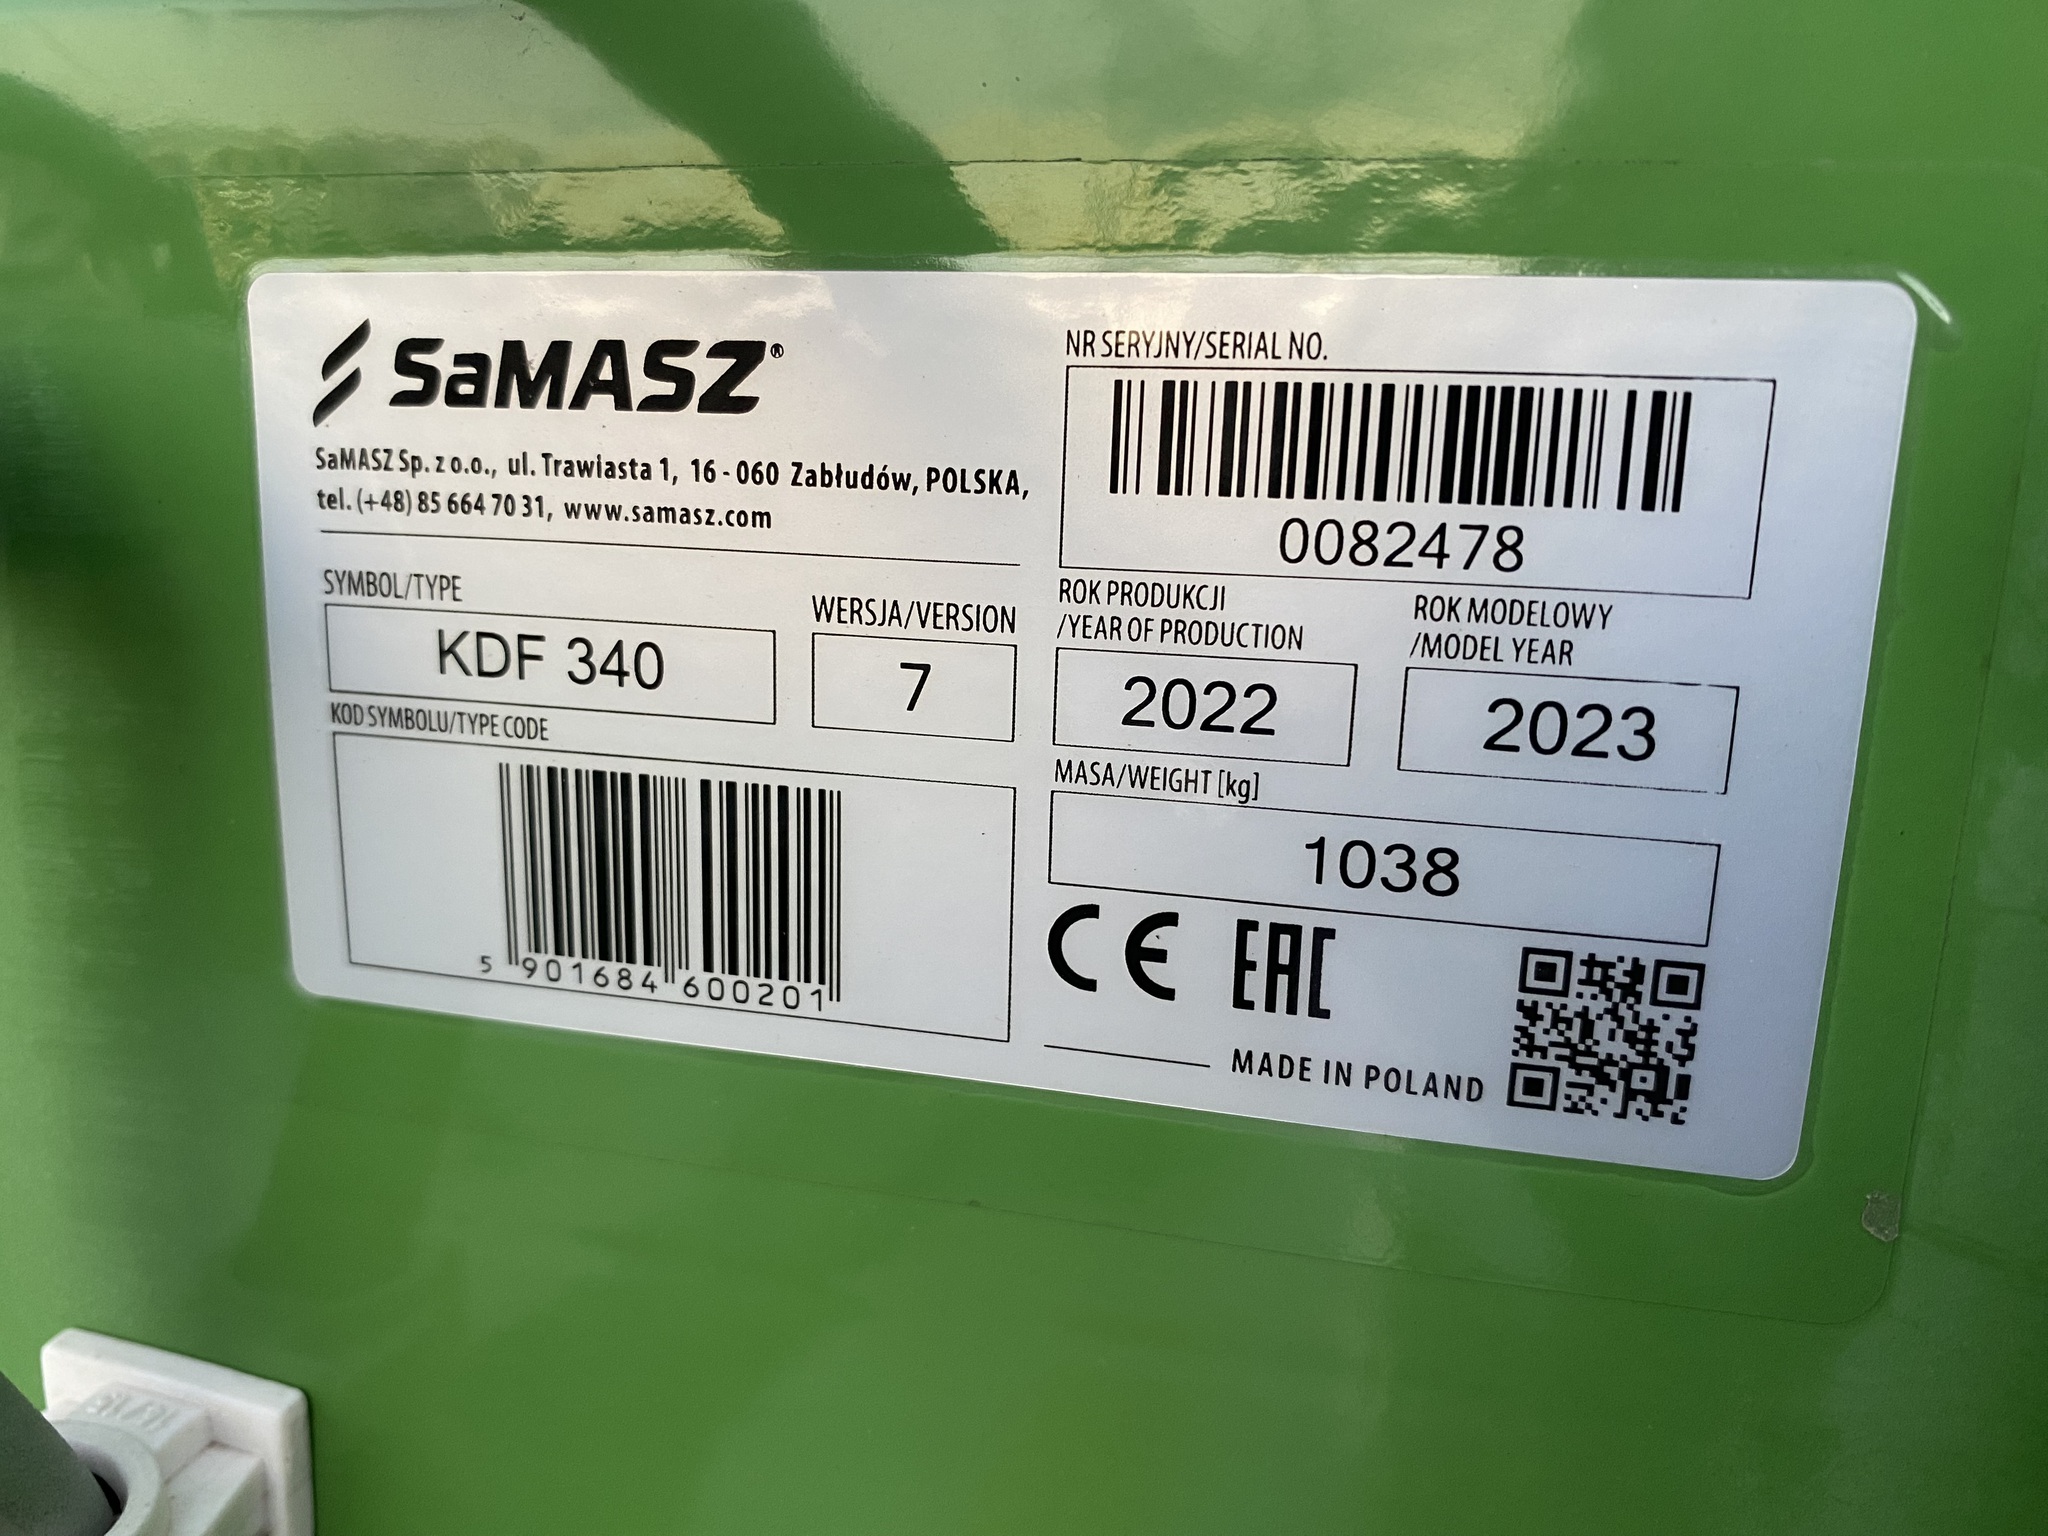 SaMASZ®
SaMASZ Sp. z o.o., ul. Trawiasta 1, 16 - 060 Zabłudów, POLSKA,
tel. (+48) 85 664 70 31, www.samasz.com
NR SERYJNY/SERIAL NO.
0082478
SYMBOL/TYPE
KDF 340
WERSJA/VERSION
7
ROK PRODUKCJI
/YEAR OF PRODUCTION
2022
ROK MODELOWY
/MODEL YEAR
2023
KOD SYMBOLU/TYPE CODE
5 901684 600201
MASA/WEIGHT [kg]
1038
CE EAC
MADE IN POLAND